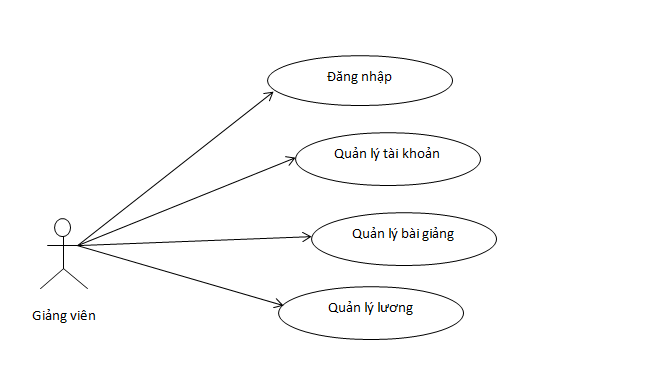 Đăng nhập
Quản lý tài khoản
Quản lý bài giảng
Quản lý lương
Giảng viên